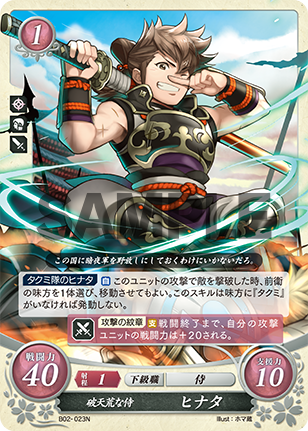 1
SAMPLE
この国に暗夜軍を野放しにしておくわけにいかないだろ。
タクミ隊のヒナタ 自 このユニットの攻撃で敵を撃破した時、前衛
の味方を1体選び、移動させてもよい。このスキルは味方に『タクミ』
がいなければ発動しない。
攻撃の紋章 支 戦闘終了まで、自分の攻撃
ユニットの戦闘力は+20される。
戦闘力
40
射程 1 下級職 侍
支援力
10
破天荒な侍 ヒナタ
B02-023N
Illust:ホマ蔵